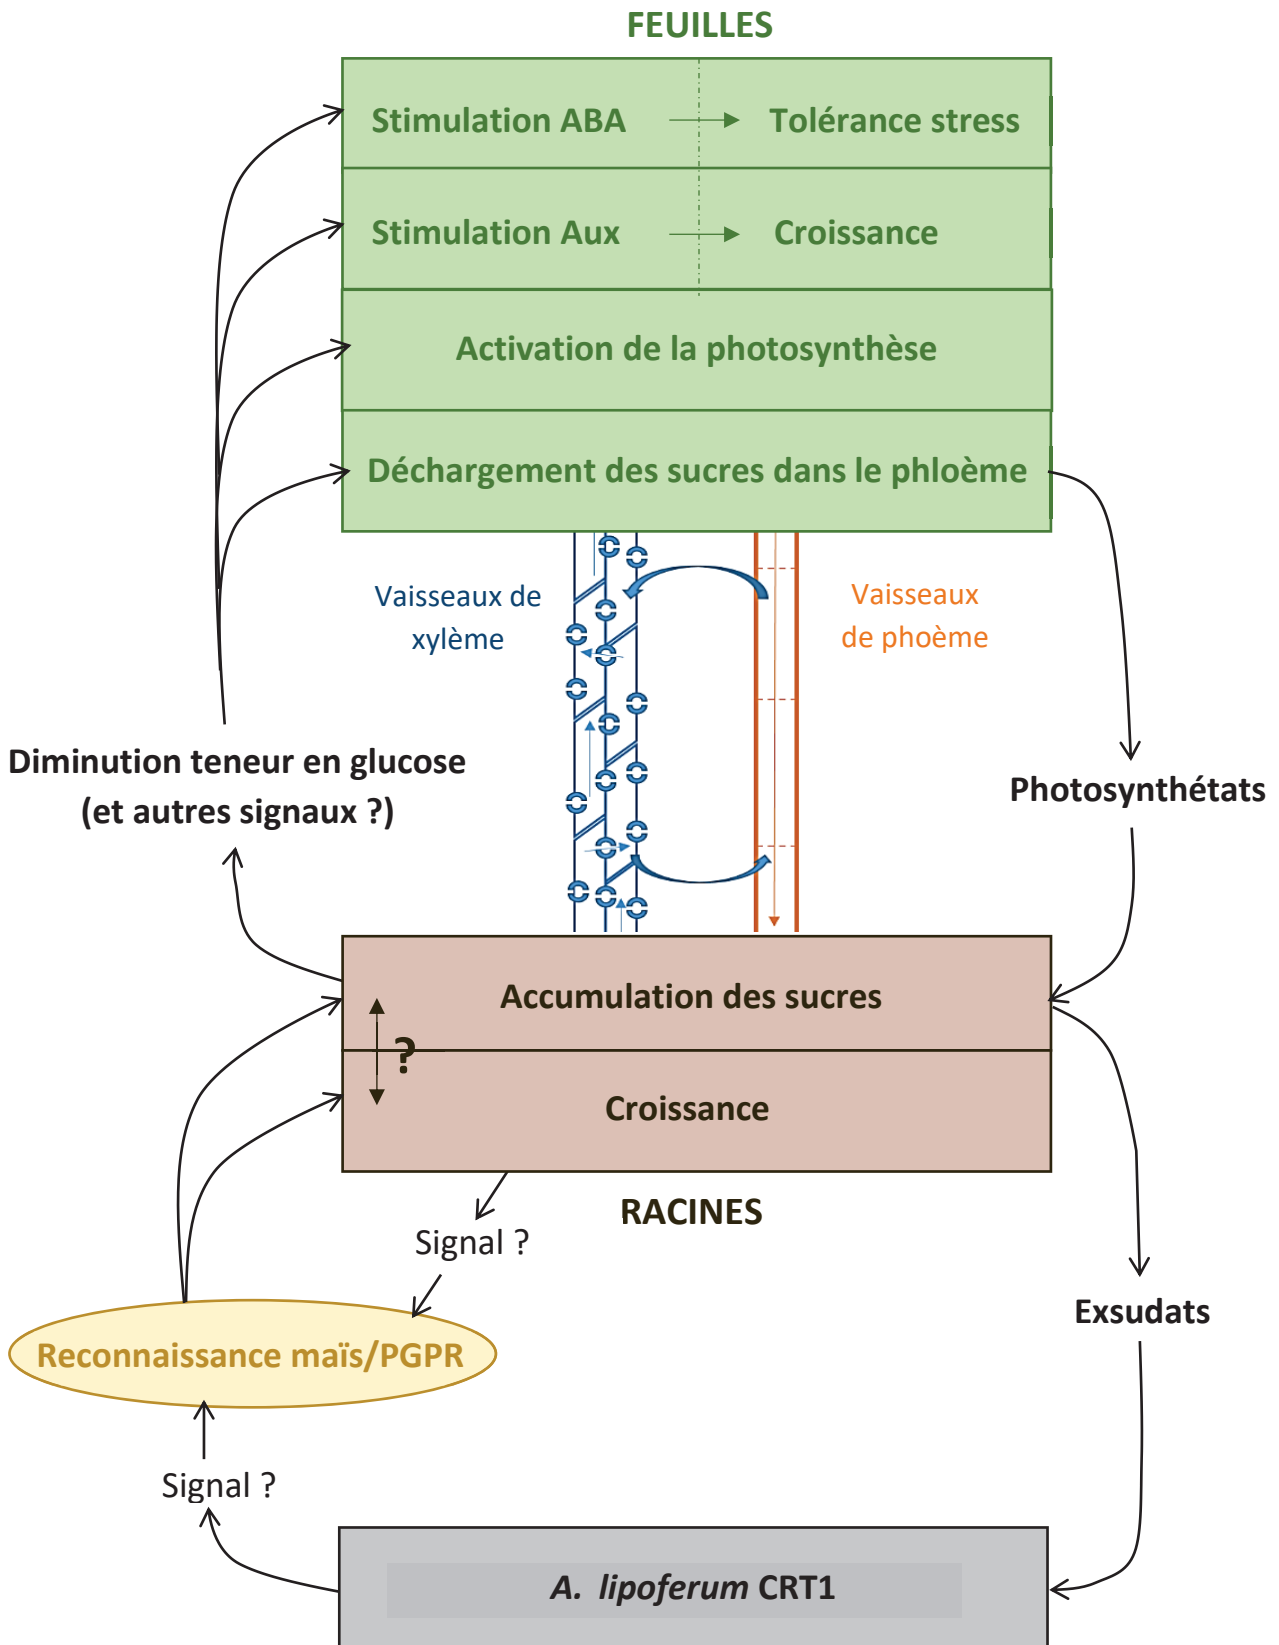 FEUILLES
Stimulation ABA
Tolérance stress
Stimulation Aux
Croissance
Activation de la photosynthèse
Déchargement des sucres dans le phloème
Vaisseaux de
xylème
Vaisseaux
de phoème
Diminution teneur en glucose
(et autres signaux ?)
Photosynthétats
Accumulation des sucres
?
Croissance
RACINES
Signal ?
Exsudats
Reconnaissance maïs/PGPR
Signal ?
A. lipoferum CRT1